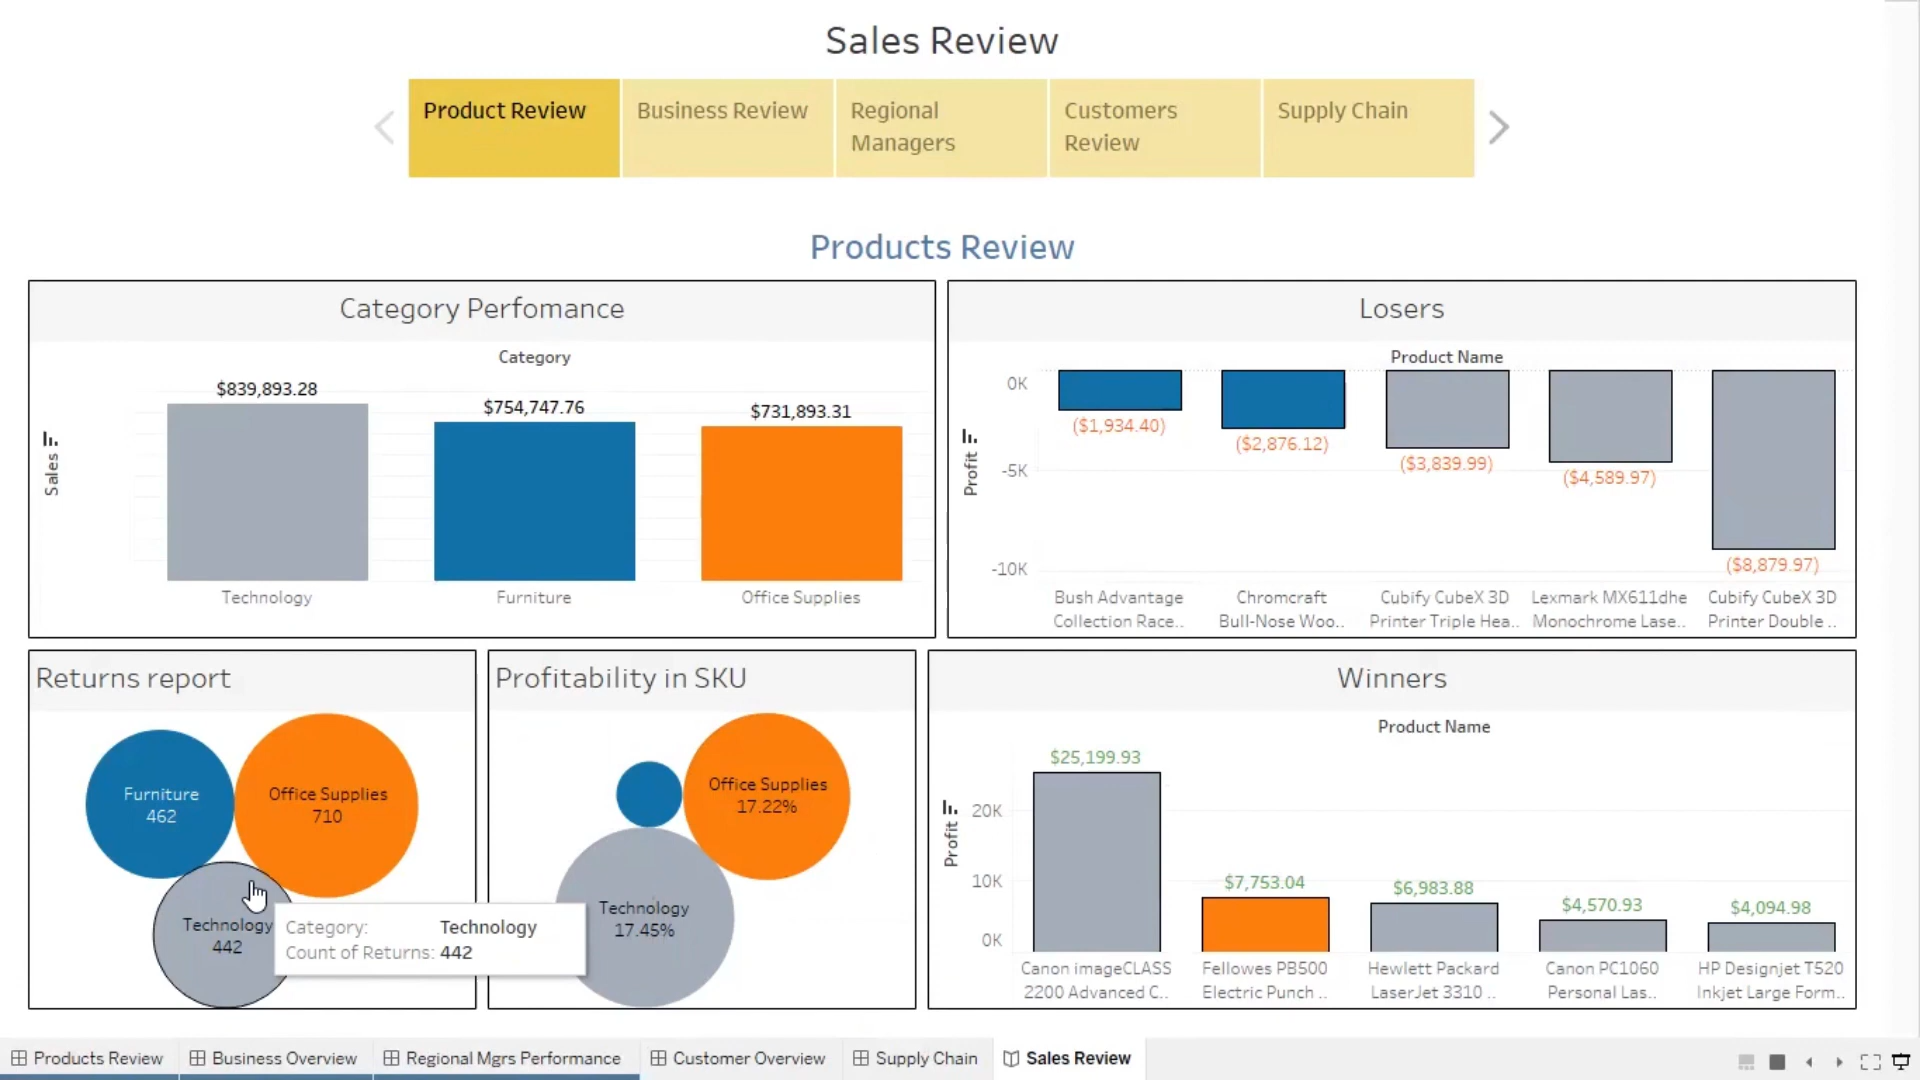 Sales Review
Product Review
Business Review
Regional
Managers
Customers
Review
Supply Chain
Products Review
Category Perfomance
Category
$839,893.28
$754,747.76
$731,893.31
Sales
Technology
Furniture
Office Supplies
Losers
Product Name
0K
-5K
-10K
Profit
($1,934.40)
($2,876.12)
($3,839.99)
($4,589.97)
($8,879.97)
Bush Advantage
Collection Race..
Chromcraft
Bull-Nose Woo..
Cubify CubeX 3D
Printer Triple Hea..
Lexmark MX611dhe
Monochrome Lase..
Cubify CubeX 3D
Printer Double ..
Returns report
Furniture
462
Office Supplies
710
Technology
442
Category: Technology
Count of Returns: 442
Profitability in SKU
Office Supplies
17.22%
Technology
17.45%
Winners
Product Name
$25,199.93
$7,753.04
$6,983.88
$4,570.93
$4,094.98
Profit
20K
10K
0K
Canon imageCLASS
2200 Advanced C..
Fellowes PB500
Electric Punch ..
Hewlett Packard
LaserJet 3310 ..
Canon PC1060
Personal Las..
HP Designjet T520
Inkjet Large Form..
Products Review
Business Overview
Regional Mgrs Performance
Customer Overview
Supply Chain
Sales Review